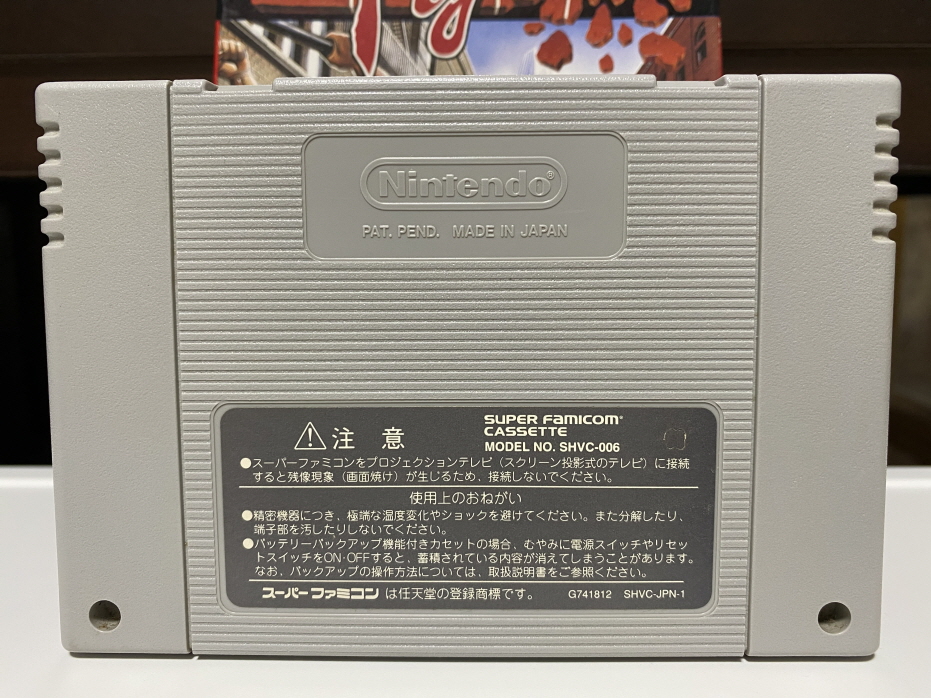 Nintendo®
PAT. PEND. MADE IN JAPAN
注 意
SUPER FAMICOM®
CASSETTE
MODEL NO. SHVC-006
●スーパーファミコンをプロジェクションテレビ（スクリーン投影式のテレビ）に接続
すると残像現象（画面焼け）が生じるため、接続しないでください。
使用上のおねがい
●精密機器につき、極端な温度変化やショックを避けてください。また分解したり、
端子部を汚したりしないでください。
●バッテリーバックアップ機能付きカセットの場合、むやみに電源スイッチやリセッ
トスイッチをON・OFFすると、蓄積されている内容が消えてしまうことがあります。
なお、バックアップの操作方法については、取扱説明書をご参照ください。
スーパーファミコン は任天堂の登録商標です。 G741812 SHVC-JPN-1